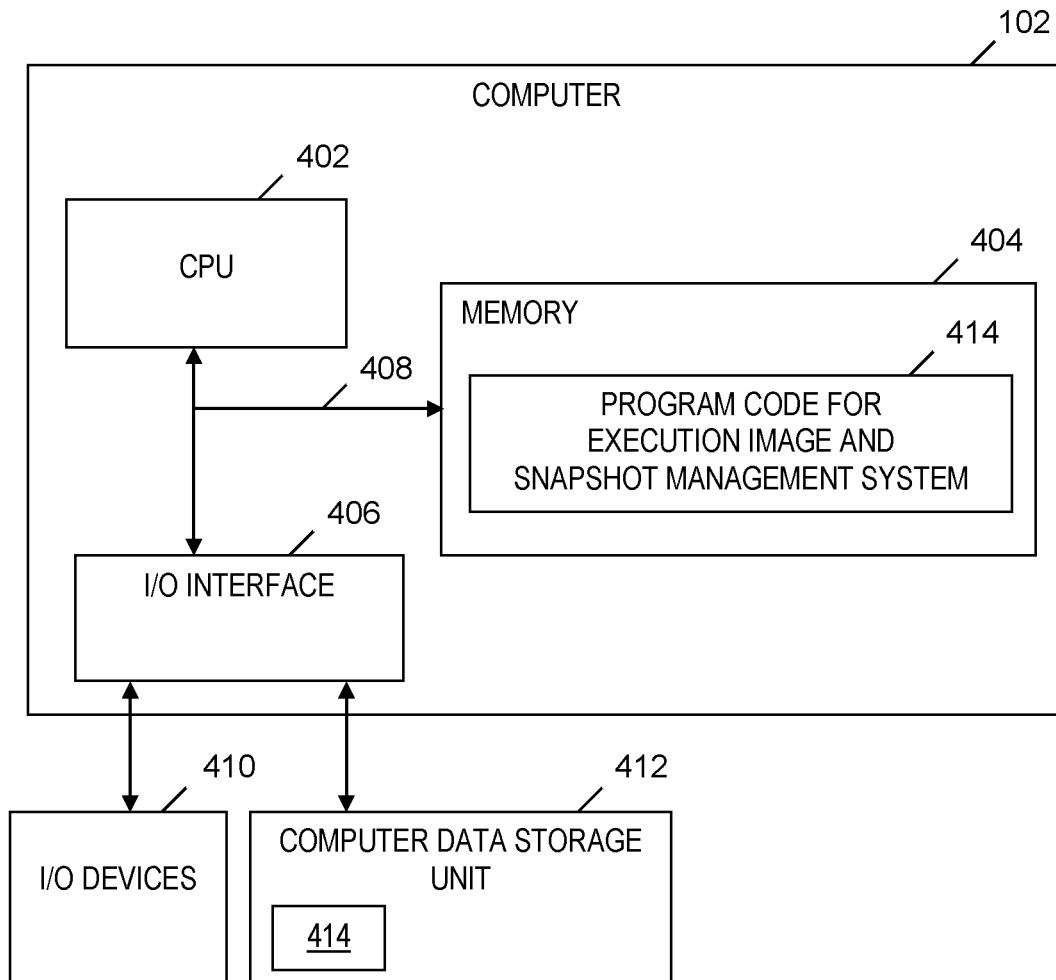 102
COMPUTER
402
CPU
404
MEMORY
414
408
PROGRAM CODE FOR
EXECUTION IMAGE AND
SNAPSHOT MANAGEMENT SYSTEM
406
I/O INTERFACE
410
412
I/O DEVICES
COMPUTER DATA STORAGE
UNIT
414